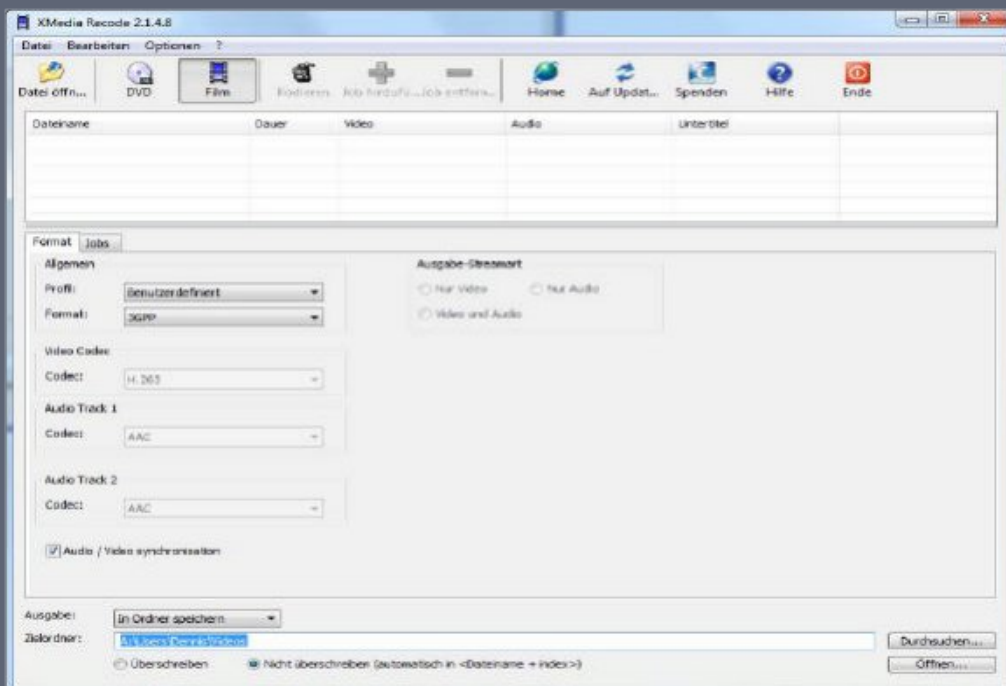 XMedia Recode 2.1.4.8
Datei Bearbeiten Optionen ?
Datei öffn... DVD Film Kodieren Job hinzufü... Job entfern... Home Auf Updat... Spenden Hilfe Ende
Dateiname Dauer Video Audio Untertitel
Format Jobs
Allgemein
Profil: Benutzerdefiniert
Format: 3GPP
Ausgabe-Streamart
Nur Video Nur Audio
Video und Audio
Video Codec
Codec: H.263
Audio Track 1
Codec: AAC
Audio Track 2
Codec: AAC
Audio / Video synchronisation
Ausgabe: In Ordner speichern
Zielordner: A:\Users\Dennis\Videos Durchsuchen...
Überschreiben Nicht überschreiben (automatisch in <Dateiname + index>) Öffnen...